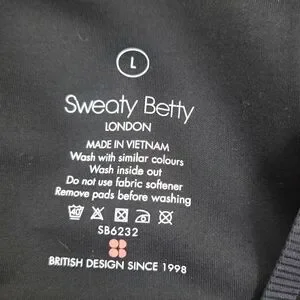 L
Sweaty Betty
LONDON
MADE IN VIETNAM
Wash with similar colours
Wash inside out
Do not use fabric softener
Remove pads before washing
40
SB6232
BRITISH DESIGN SINCE 1998